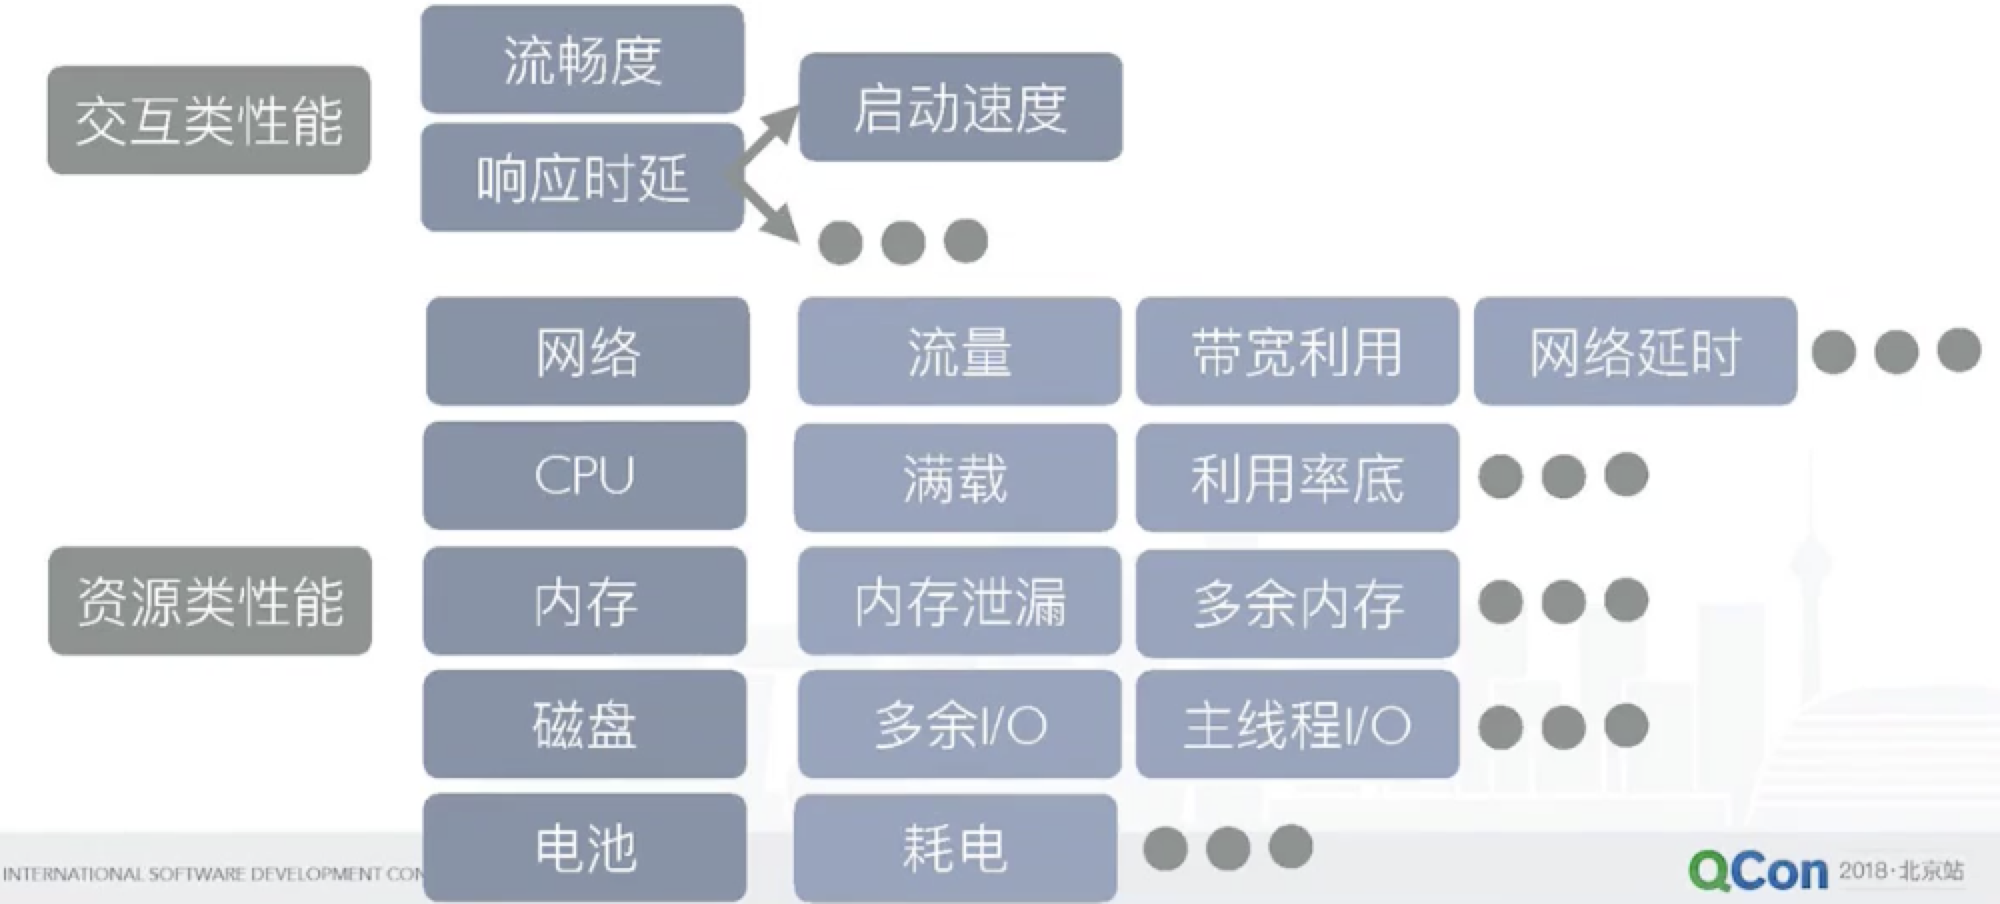 流畅度
交互类性能
启动速度
响应时延
网络
流量
带宽利用
网络延时
CPU
满载
利用率底
资源类性能
内存
内存泄漏
多余内存
磁盘
多余I/O
主线程I/O
电池
耗电
INTERNATIONAL SOFTWARE DEVELOPMENT CON
QCon 2018·北京站